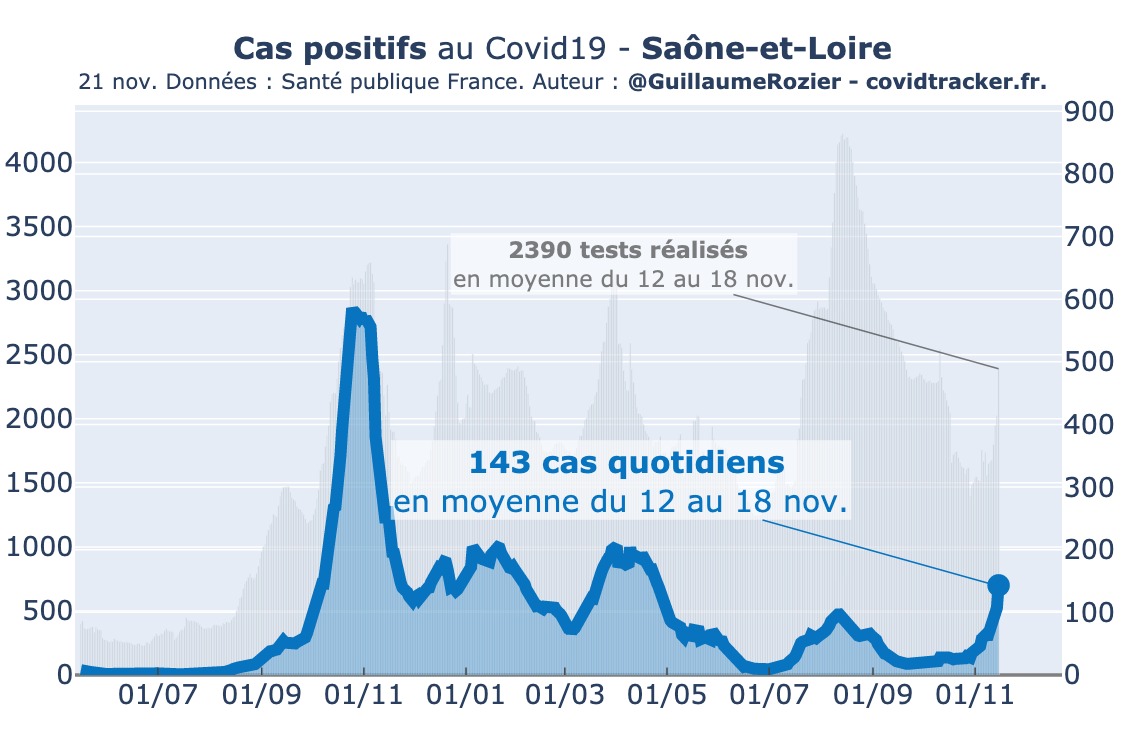 Cas positifs au Covid19 - Saône-et-Loire
21 nov. Données : Santé publique France. Auteur : @GuillaumeRozier - covidtracker.fr.
900
4000
800
3500
700
2390 tests réalisés
en moyenne du 12 au 18 nov.
3000
600
2500
500
2000
400
143 cas quotidiens
en moyenne du 12 au 18 nov.
1500
300
1000
200
500
100
0
0
01/07 01/09 01/11 01/01 01/03 01/05 01/07 01/09 01/11